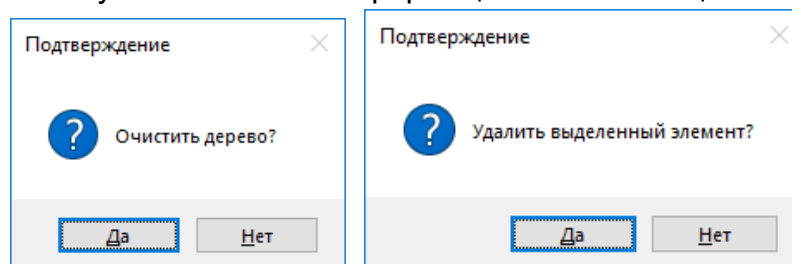 Подтверждение
Очистить дерево?
Да Нет
Подтверждение
Удалить выделенный элемент?
Да Нет